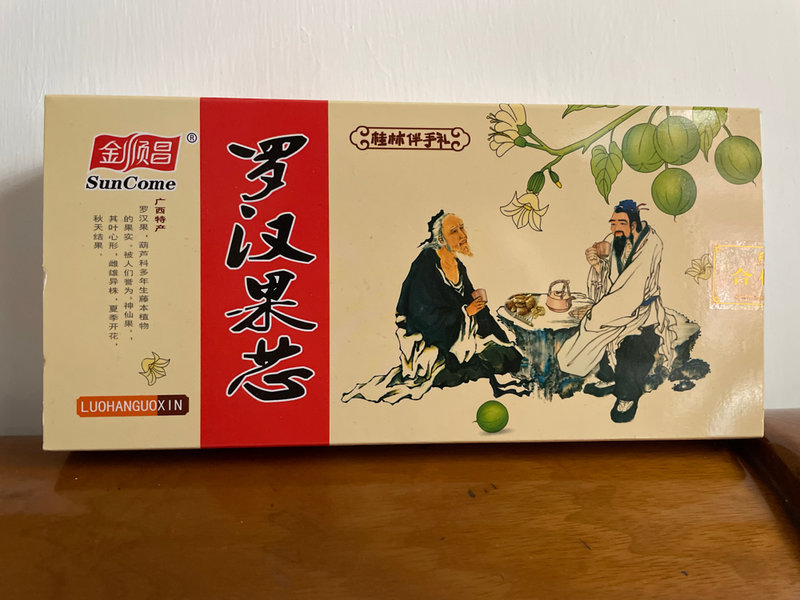 金顺昌®
SunCome
广西特产
罗汉果，葫芦科多年生藤本植物
的果实。被人们誉为“神仙果”，
其叶心形，雌雄异株，夏季开花，
秋天结果。
LUOHANGUOXIN
罗汉果芯
桂林伴手礼
合